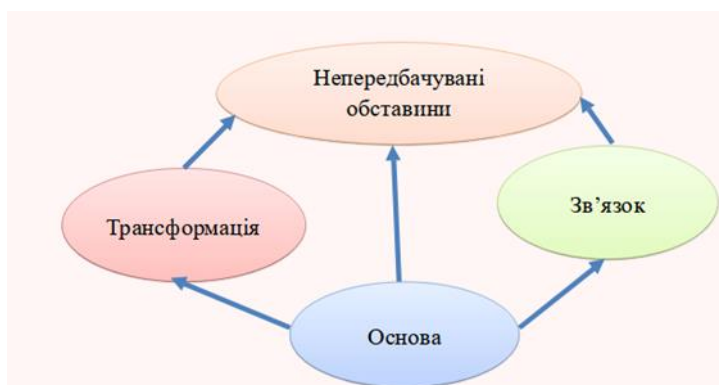 Непередбачувані
обставини
Трансформація
Зв’язок
Основа